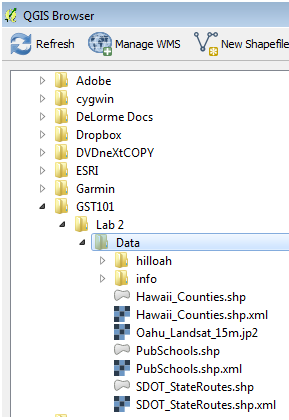 QGIS Browser
Refresh Manage WMS New Shapefile
Adobe
cygwin
DeLorme Docs
Dropbox
DVDneXtCOPY
ESRI
Garmin
GST101
Lab 2
Data
hilloah
info
Hawaii_Counties.shp
Hawaii_Counties.shp.xml
Oahu_Landsat_15m.jp2
PubSchools.shp
PubSchools.shp.xml
SDOT_StateRoutes.shp
SDOT_StateRoutes.shp.xml